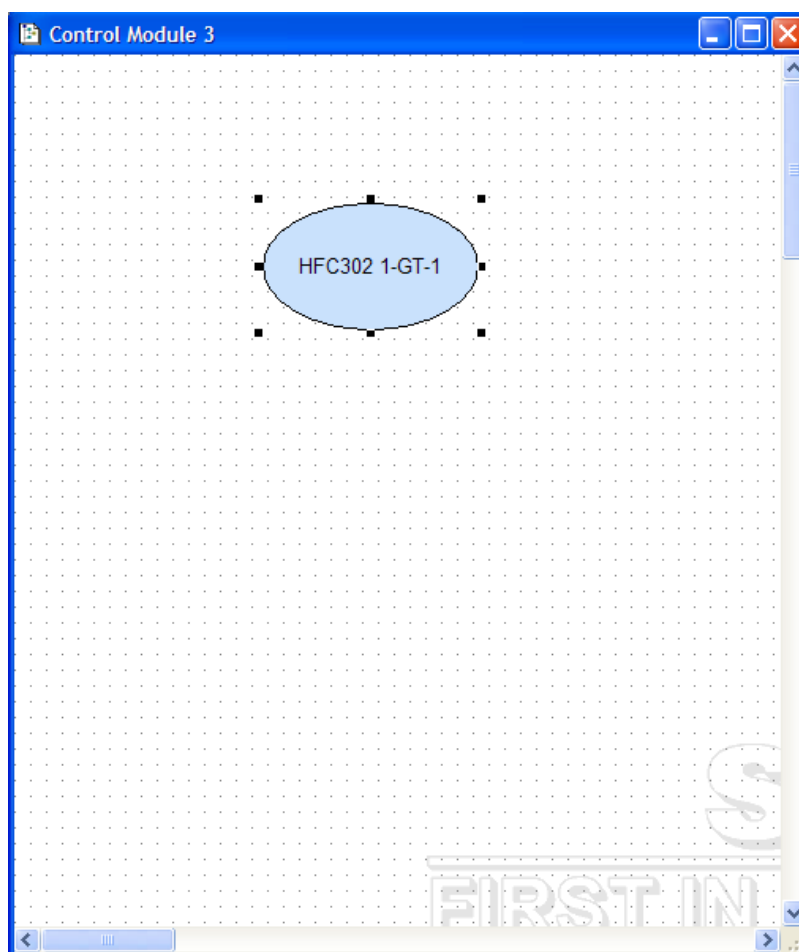 Control Module 3
HFC302 1-GT-1
S
FIRST IN